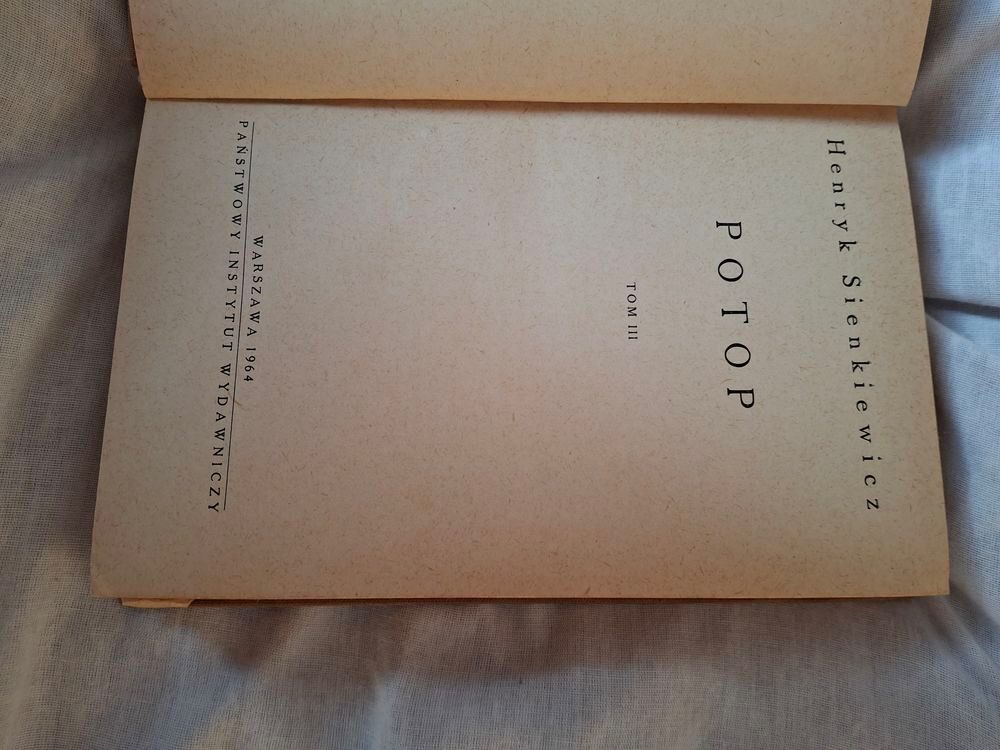 Henryk Sienkiewicz
POTOP
TOM III
WARSZAWA 1964
PAŃSTWOWY INSTYTUT WYDAWNICZY